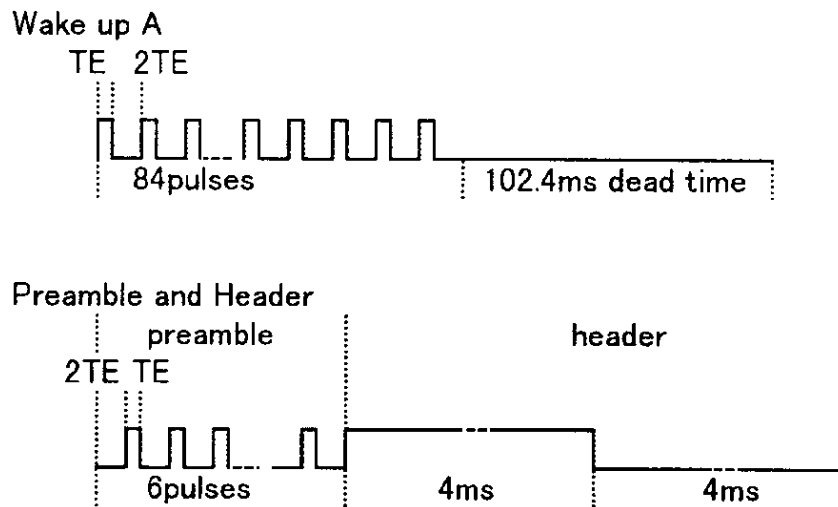 Wake up A
TE 2TE
84pulses
102.4ms dead time
Preamble and Header
preamble header
2TE TE
6pulses 4ms 4ms